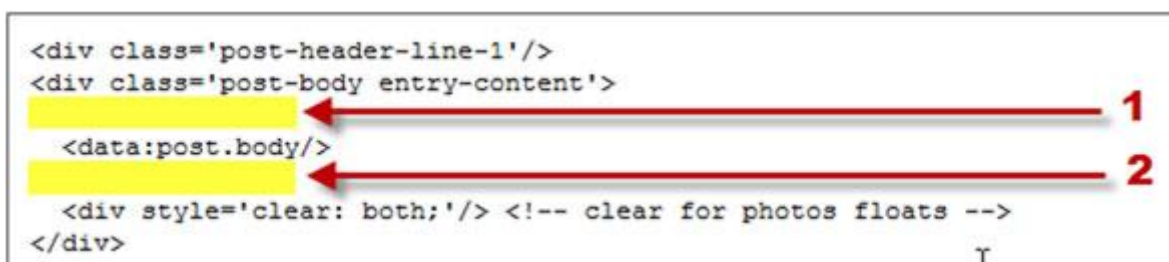 <div class='post-header-line-1'/>
<div class='post-body entry-content'>
1
<data:post.body/>
2
<div style='clear: both;'/> <!-- clear for photos floats -->
</div>